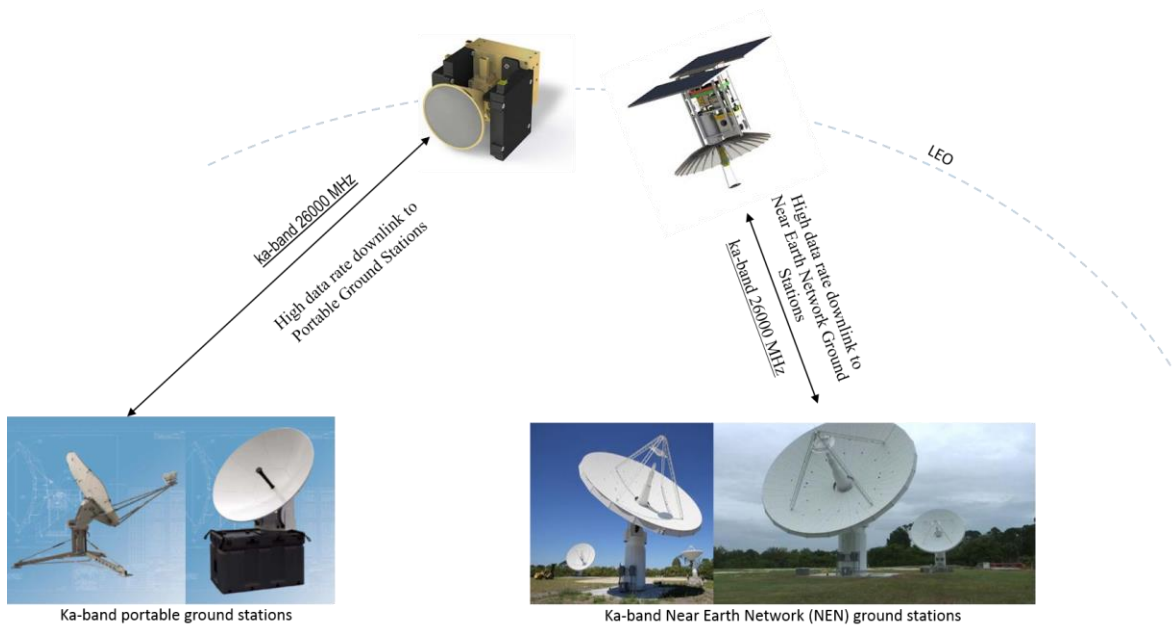 LEO
ka-band 26000 MHz
High data rate downlink to
Portable Ground Stations
High data rate downlink to
Near Earth Network Ground
Stations
ka-band 26000 MHz
Ka-band portable ground stations
Ka-band Near Earth Network (NEN) ground stations